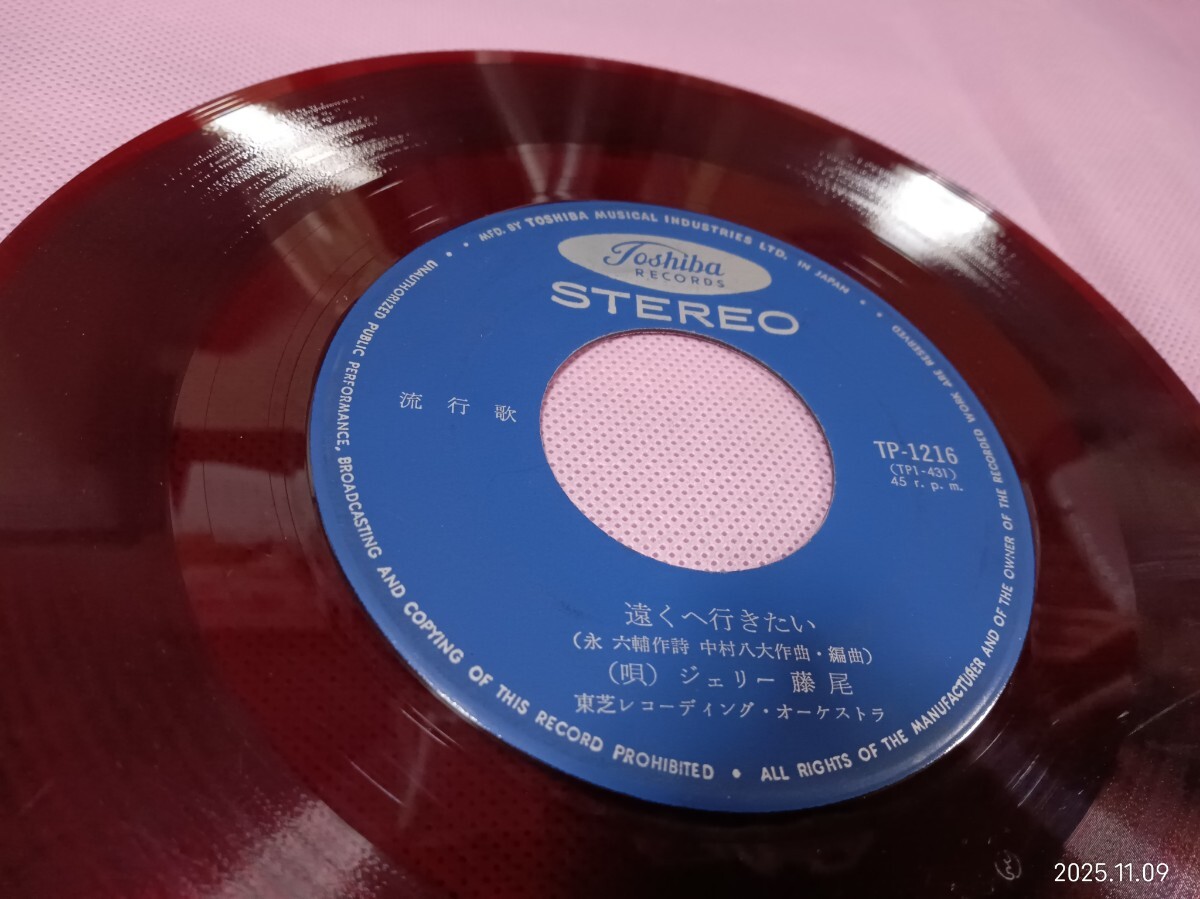 MFD. BY TOSHIBA MUSICAL INDUSTRIES LTD. IN JAPAN
Toshiba
RECORDS
STEREO
流行歌
TP-1216
(TP1-431)
45 r. p. m.
遠くへ行きたい
(永 六輔作詩 中村八大作曲・編曲)
(唄) ジェリー 藤尾
東芝レコーディング・オーケストラ
UNAUTHORIZED PUBLIC PERFORMANCE, BROADCASTING AND COPYING OF THIS RECORD PROHIBITED • ALL RIGHTS OF THE MANUFACTURER AND OF THE OWNER OF THE RECORDED WORK ARE RESERVED
2025.11.09